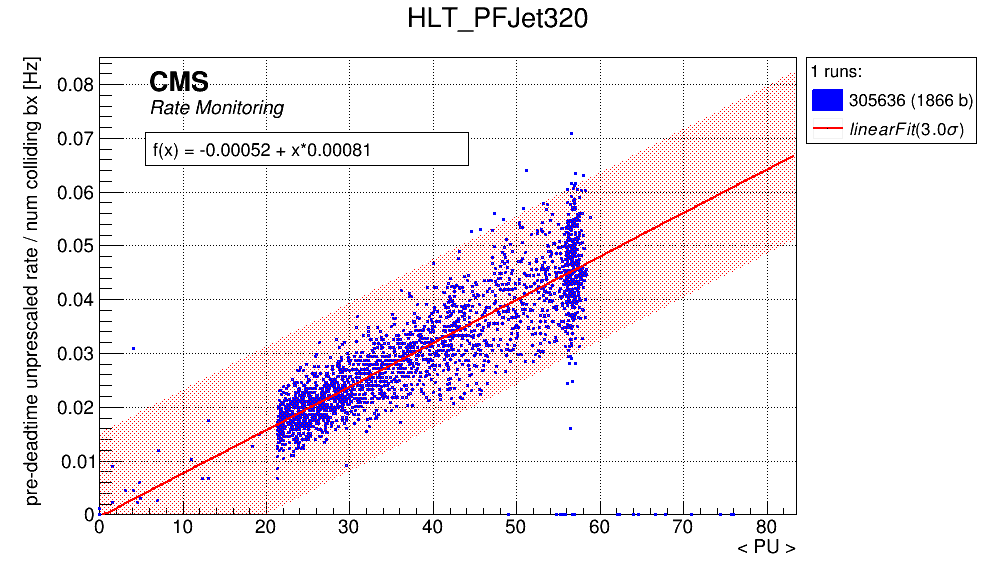 HLT_PFJet320
pre-deadtime unprescaled rate / num colliding bx [Hz]
0.08
0.07
0.06
0.05
0.04
0.03
0.02
0.01
0
CMS
Rate Monitoring
f(x) = -0.00052 + x*0.00081
0 10 20 30 40 50 60 70 80
< PU >
1 runs:
305636 (1866 b)
linearFit(3.0σ)